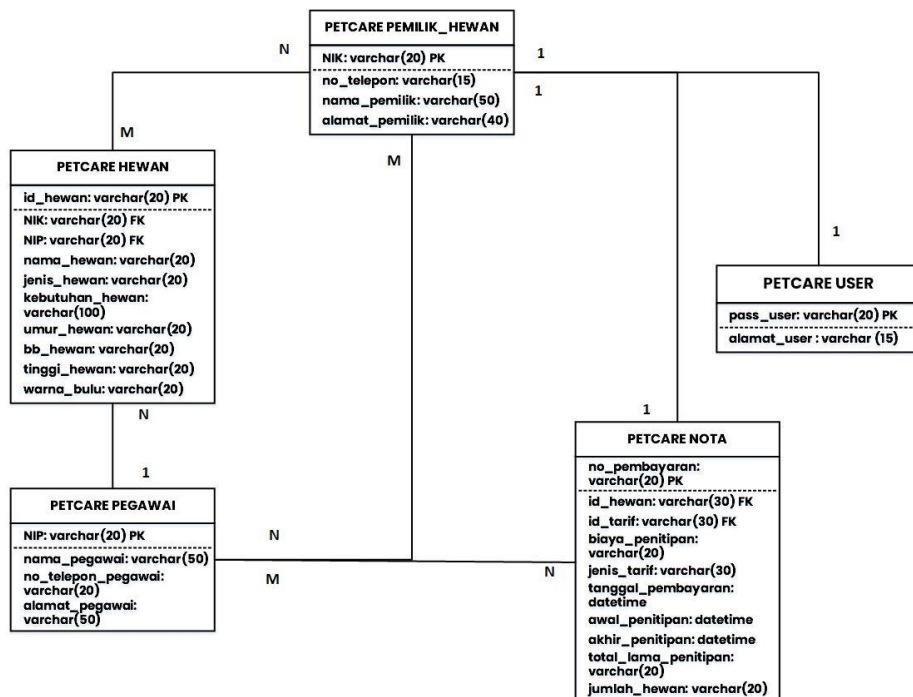 PETCARE PEMILIK_HEWAN
NIK: varchar(20) PK
no_telepon: varchar(15)
nama_pemilik: varchar(50)
alamat_pemilik: varchar(40)
N
1
1
M
M
PETCARE HEWAN
id_hewan: varchar(20) PK
NIK: varchar(20) FK
NIP: varchar(20) FK
nama_hewan: varchar(20)
jenis_hewan: varchar(20)
kebutuhan_hewan:
varchar(100)
umur_hewan: varchar(20)
bb_hewan: varchar(20)
tinggi_hewan: varchar(20)
warna_bulu: varchar(20)
1
PETCARE USER
pass_user: varchar(20) PK
alamat_user : varchar (15)
N
1
1
PETCARE PEGAWAI
NIP: varchar(20) PK
nama_pegawai: varchar(50)
no_telepon_pegawai:
varchar(20)
alamat_pegawai:
varchar(50)
N
M
N
PETCARE NOTA
no_pembayaran:
varchar(20) PK
id_hewan: varchar(30) FK
id_tarif: varchar(30) FK
biaya_penitipan:
varchar(20)
jenis_tarif: varchar(30)
tanggal_pembayaran:
datetime
awal_penitipan: datetime
akhir_penitipan: datetime
total_lama_penitipan:
varchar(20)
jumlah_hewan: varchar(20)